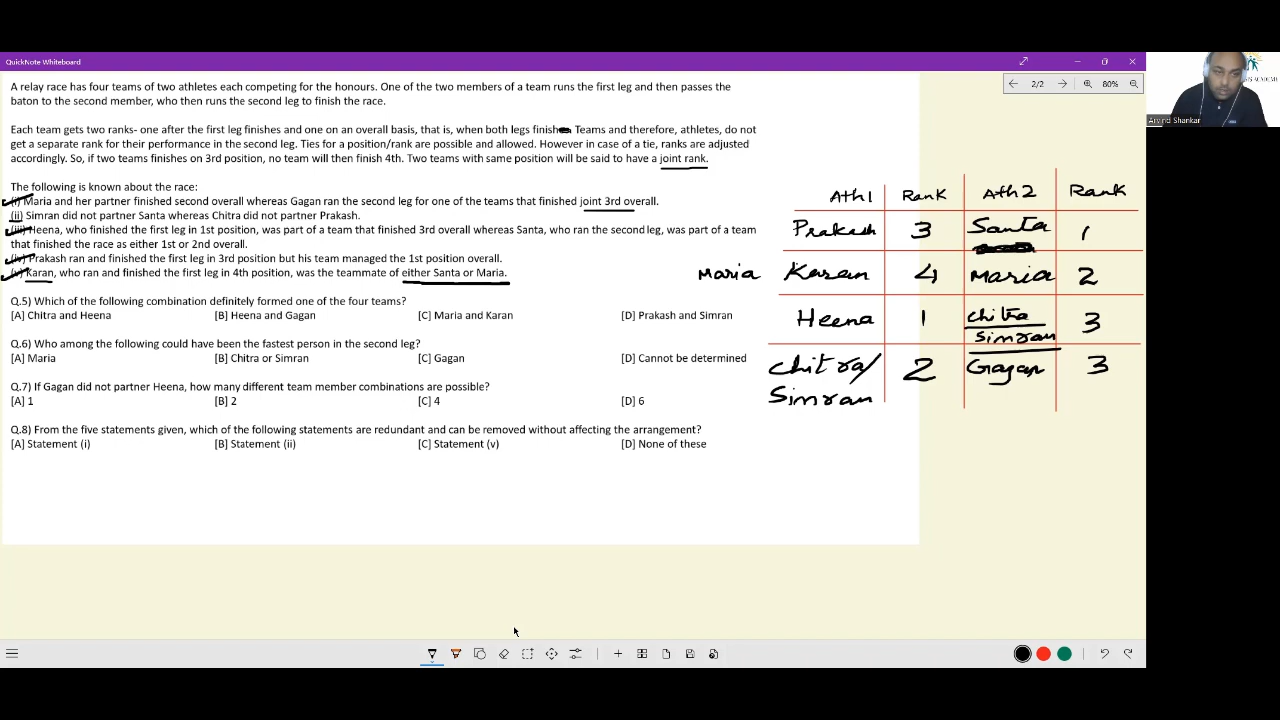 QuickNote Whiteboard
A relay race has four teams of two athletes each competing for the honours. One of the two members of a team runs the first leg and then passes the
baton to the second member, who then runs the second leg to finish the race.
2/2
80%
Arvind Shankar
Each team gets two ranks- one after the first leg finishes and one on an overall basis, that is, when both legs finish Teams and therefore, athletes, do not
get a separate rank for their performance in the second leg. Ties for a position/rank are possible and allowed. However in case of a tie, ranks are adjusted
accordingly. So, if two teams finishes on 3rd position, no team will then finish 4th. Two teams with same position will be said to have a joint rank.
The following is known about the race:
(i) Maria and her partner finished second overall whereas Gagan ran the second leg for one of the teams that finished joint 3rd overall.
(ii) Simran did not partner Santa whereas Chitra did not partner Prakash.
(iii) Heena, who finished the first leg in 1st position, was part of a team that finished 3rd overall whereas Santa, who ran the second leg, was part of a team
that finished the race as either 1st or 2nd overall.
(iv) Prakash ran and finished the first leg in 3rd position but his team managed the 1st position overall.
(v) Karan, who ran and finished the first leg in 4th position, was the teammate of either Santa or Maria.
Q.5) Which of the following combination definitely formed one of the four teams?
[A] Chitra and Heena [B] Heena and Gagan [C] Maria and Karan [D] Prakash and Simran
Q.6) Who among the following could have been the fastest person in the second leg?
[A] Maria [B] Chitra or Simran [C] Gagan [D] Cannot be determined
Q.7) If Gagan did not partner Heena, how many different team member combinations are possible?
[A] 1 [B] 2 [C] 4 [D] 6
Q.8) From the five statements given, which of the following statements are redundant and can be removed without affecting the arrangement?
[A] Statement (i) [B] Statement (ii) [C] Statement (v) [D] None of these
Ath1 Rank Ath2 Rank
Prakash 3 Santa 1
Maria Karan 4 Maria 2
Heena 1 chitra 3
Simran
Chitra/ 2 Gagan 3
Simran